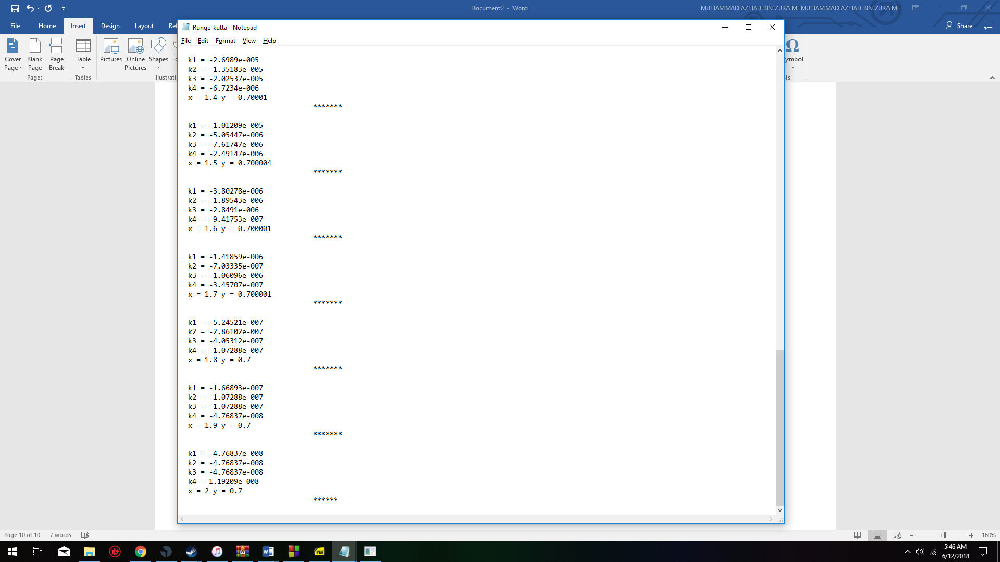 Document2 - Word
MUHAMMAD AZHAD BIN ZURAIMI MUHAMMAD AZHAD BIN ZURAIMI
File Home Insert Design Layout Ref
Share
Runge-kutta - Notepad
File Edit Format View Help
Cover Page
Blank Page
Page Break
Table
Pictures
Online Pictures
Shapes
Ic
ymbol
Pages
Tables
Illustrati
ls
k1 = -2.6989e-005
k2 = -1.35183e-005
k3 = -2.02537e-005
k4 = -6.7234e-006
x = 1.4 y = 0.70001
*******
k1 = -1.01209e-005
k2 = -5.05447e-006
k3 = -7.61747e-006
k4 = -2.49147e-006
x = 1.5 y = 0.700004
*******
k1 = -3.80278e-006
k2 = -1.89543e-006
k3 = -2.8491e-006
k4 = -9.41753e-007
x = 1.6 y = 0.700001
*******
k1 = -1.41859e-006
k2 = -7.03335e-007
k3 = -1.06096e-006
k4 = -3.45707e-007
x = 1.7 y = 0.700001
*******
k1 = -5.24521e-007
k2 = -2.86102e-007
k3 = -4.05312e-007
k4 = -1.07288e-007
x = 1.8 y = 0.7
*******
k1 = -1.66893e-007
k2 = -1.07288e-007
k3 = -1.07288e-007
k4 = -4.76837e-008
x = 1.9 y = 0.7
*******
k1 = -4.76837e-008
k2 = -4.76837e-008
k3 = -4.76837e-008
k4 = 1.19209e-008
x = 2 y = 0.7
******
Page 10 of 10 7 words
160%
PDF
5:46 AM
6/12/2018